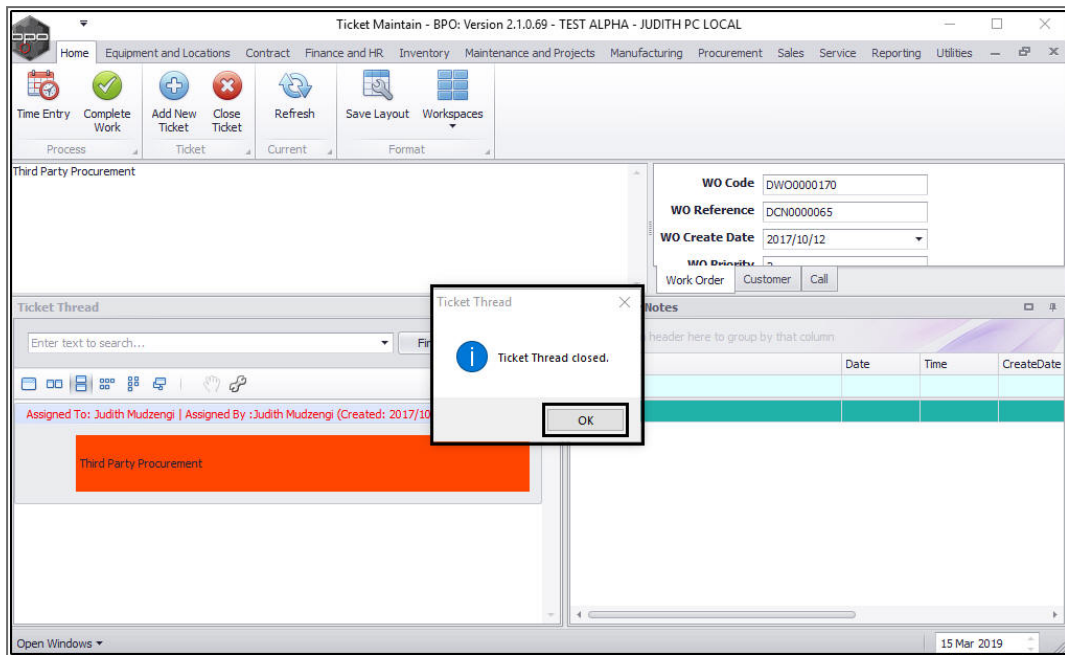 Ticket Maintain - BPO: Version 2.1.0.69 - TEST ALPHA - JUDITH PC LOCAL
bpo
Home Equipment and Locations Contract Finance and HR Inventory Maintenance and Projects Manufacturing Procurement Sales Service Reporting Utilities
Time Entry Complete Work Add New Ticket Close Ticket Refresh Save Layout Workspaces
Process Ticket Current Format
Third Party Procurement
WO Code DWO0000170
WO Reference DCN0000065
WO Create Date 2017/10/12
WO Priority
Work Order Customer Call
Ticket Thread
Notes
Enter text to search...
header here to group by that column
Date Time CreateDate
Assigned To: Judith Mudzengi | Assigned By :Judith Mudzengi (Created: 2017/10
Third Party Procurement
Ticket Thread
Ticket Thread closed.
OK
Open Windows
15 Mar 2019